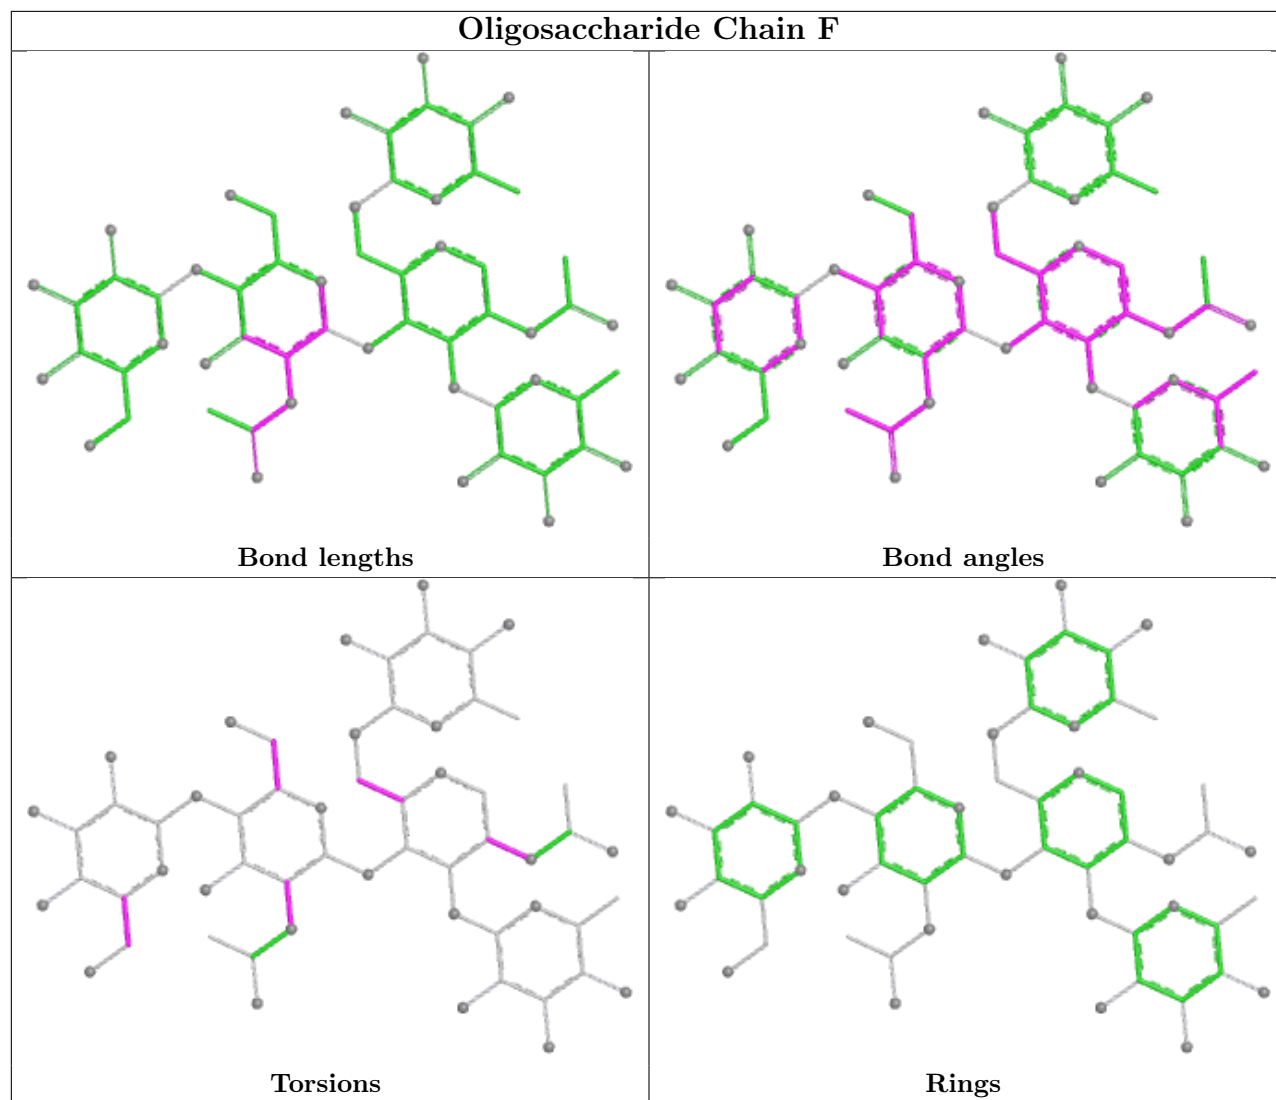 Oligosaccharide Chain F
Bond lengths
Bond angles
Torsions
Rings